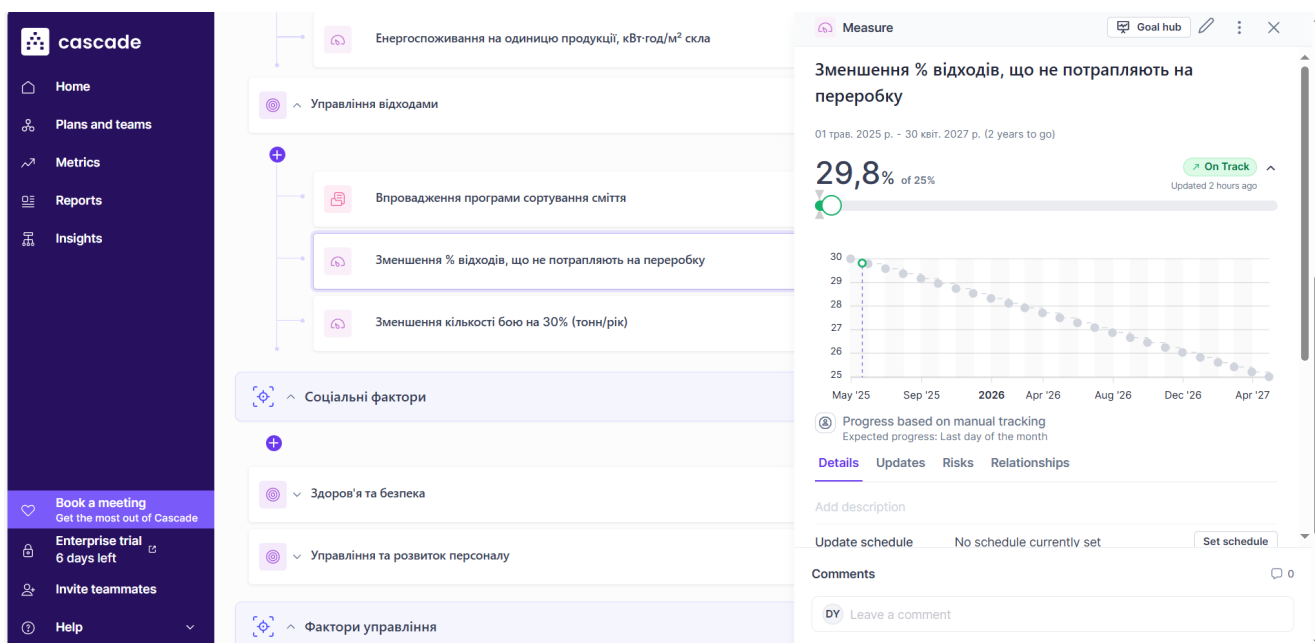 cascade
Home
Plans and teams
Metrics
Reports
Insights
Book a meeting
Get the most out of Cascade
Enterprise trial
6 days left
Invite teammates
Help
Енергоспоживання на одиницю продукції, кВт·год/м² скла
Управління відходами
Впровадження програми сортування сміття
Зменшення % відходів, що не потрапляють на переробку
Зменшення кількості бою на 30% (тонн/рік)
Соціальні фактори
Здоров'я та безпека
Управління та розвиток персоналу
Фактори управління
Measure
Goal hub
Зменшення % відходів, що не потрапляють на
переробку
01 трав. 2025 р. - 30 квіт. 2027 р. (2 years to go)
29,8% of 25%
On Track
Updated 2 hours ago
30
29
28
27
26
25
May '25 Sep '25 2026 Apr '26 Aug '26 Dec '26 Apr '27
Progress based on manual tracking
Expected progress: Last day of the month
Details Updates Risks Relationships
Add description
Update schedule No schedule currently set Set schedule
Comments 0
DY Leave a comment